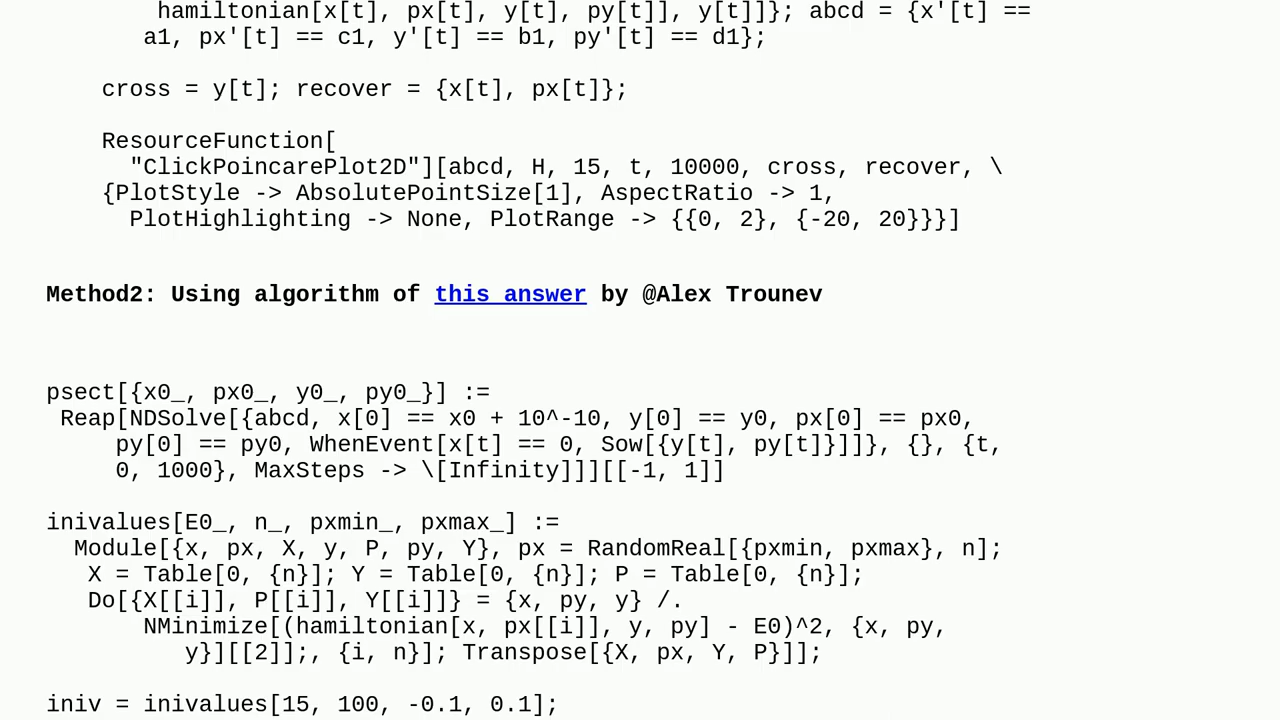 hamiltonian[x[t], px[t], y[t], py[t]], y[t]]}; abcd = {x'[t] ==
a1, px'[t] == c1, y'[t] == b1, py'[t] == d1};
cross = y[t]; recover = {x[t], px[t]};
ResourceFunction[
"ClickPoincarePlot2D"][abcd, H, 15, t, 10000, cross, recover, \
{PlotStyle -> AbsolutePointSize[1], AspectRatio -> 1,
PlotHighlighting -> None, PlotRange -> {{0, 2}, {-20, 20}}}]
Method2: Using algorithm of this answer by @Alex Trounev
psect[{x0_, px0_, y0_, py0_}] :=
Reap[NDSolve[{abcd, x[0] == x0 + 10^-10, y[0] == y0, px[0] == px0,
py[0] == py0, WhenEvent[x[t] == 0, Sow[{y[t], py[t]}]]}, {}, {t,
0, 1000}, MaxSteps -> \[Infinity]]][[-1, 1]]
inivalues[E0_, n_, pxmin_, pxmax_] :=
Module[{x, px, X, y, P, py, Y}, px = RandomReal[{pxmin, pxmax}, n];
X = Table[0, {n}]; Y = Table[0, {n}]; P = Table[0, {n}];
Do[{X[[i]], P[[i]], Y[[i]]} = {x, py, y} /.
NMinimize[(hamiltonian[x, px[[i]], y, py] - E0)^2, {x, py,
y}][[2]];, {i, n}]; Transpose[{X, px, Y, P}]];
iniv = inivalues[15, 100, -0.1, 0.1];